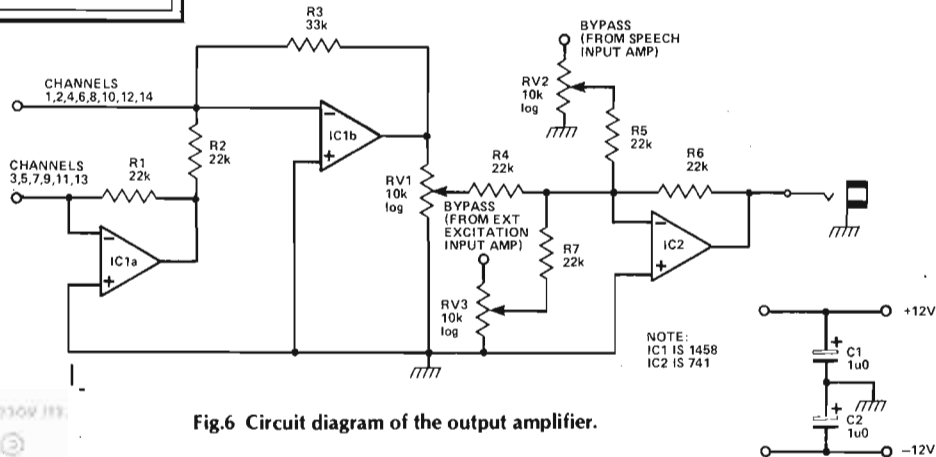 R3
33k
CHANNELS
1,2,4,6,8,10,12,14
R2
22k
IC1b
CHANNELS
3,5,7,9,11,13
R1
22k
IC1a
RV1
10k
log
R4
22k
BYPASS
(FROM SPEECH
INPUT AMP)
RV2
10k
log
R5
22k
R6
22k
IC2
BYPASS
(FROM EXT
EXCITATION
INPUT AMP)
R7
22k
RV3
10k
log
NOTE:
IC1 IS 1458
IC2 IS 741
+12V
C1
1u0
C2
1u0
-12V
Fig.6 Circuit diagram of the output amplifier.